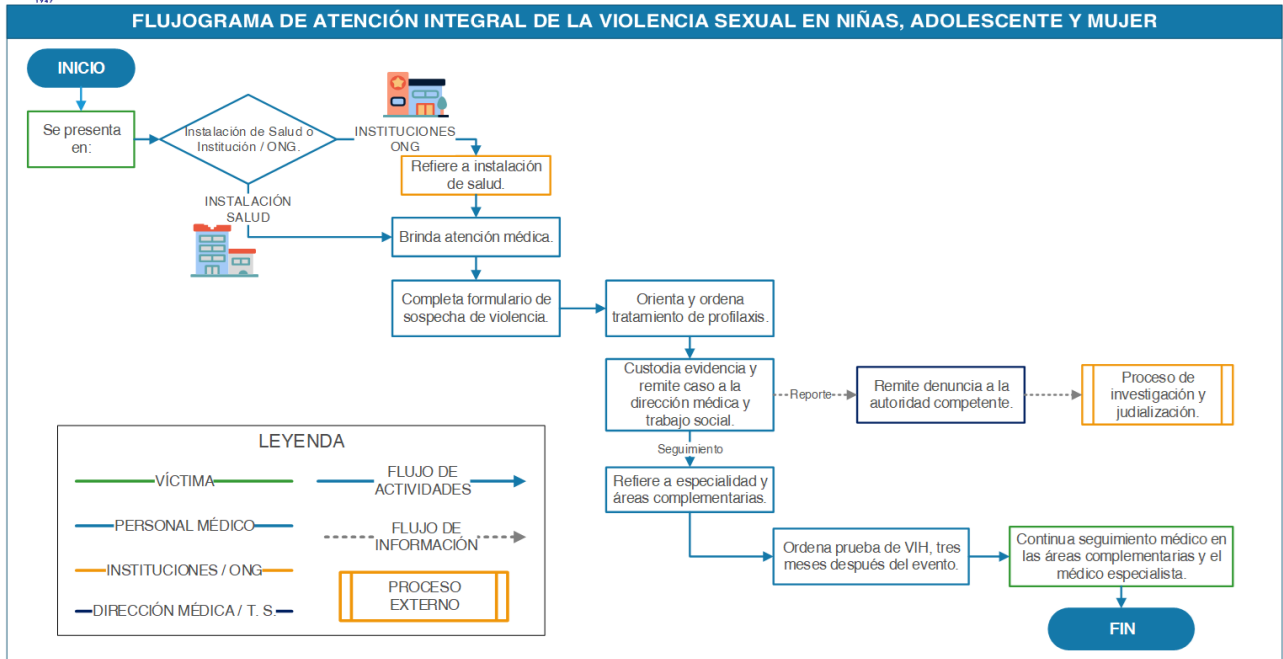 1947
FLUJOGRAMA DE ATENCIÓN INTEGRAL DE LA VIOLENCIA SEXUAL EN NIÑAS, ADOLESCENTE Y MUJER
INICIO
Se presenta
en:
Instalación de Salud o
Institución / ONG.
INSTITUCIONES
ONG
Refiere a instalación
de salud.
INSTALACIÓN
SALUD
Brinda atención médica.
Completa formulario de
sospecha de violencia.
Orienta y ordena
tratamiento de profilaxis.
Custodia evidencia y
remite caso a la
dirección médica y
trabajo social.
Reporte
Remite denuncia a la
autoridad competente.
Proceso de
investigación y
judialización.
Seguimiento
Refiere a especialidad y
áreas complementarias.
Ordena prueba de VIH, tres
meses después del evento.
Continua seguimiento médico en
las áreas complementarias y el
médico especialista.
FIN
LEYENDA
VÍCTIMA
FLUJO DE
ACTIVIDADES
PERSONAL MÉDICO
FLUJO DE
INFORMACIÓN
INSTITUCIONES / ONG
PROCESO
EXTERNO
DIRECCIÓN MÉDICA / T. S.